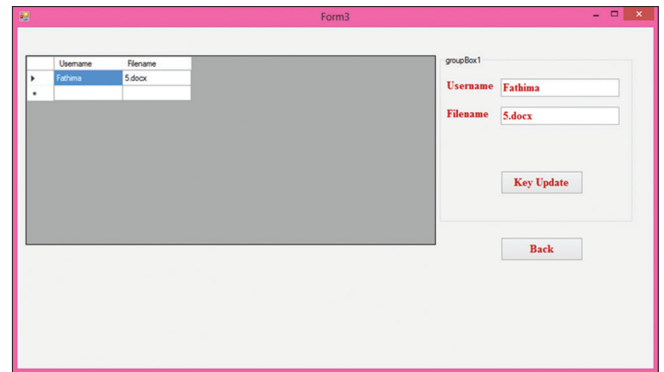 Form3
Username Filename
Fathima 5.docx
groupBox1
Username Fathima
Filename 5.docx
Key Update
Back